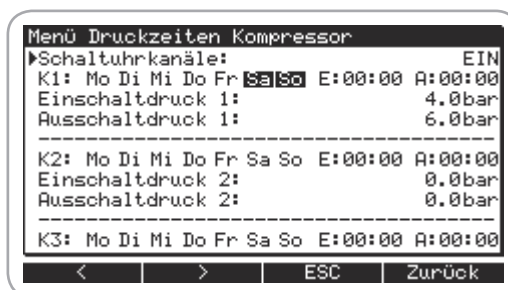 Menü Druckzeiten Kompressor
▶Schaltuhrkanäle: EIN
K1: Mo Di Mi Do Fr Sa So E:00:00 A:00:00
Einschaltdruck 1: 4.0bar
Ausschaltdruck 1: 6.0bar
----------------------------------------
K2: Mo Di Mi Do Fr Sa So E:00:00 A:00:00
Einschaltdruck 2: 0.0bar
Ausschaltdruck 2: 0.0bar
----------------------------------------
K3: Mo Di Mi Do Fr Sa So E:00:00 A:00:00
< > ESC Zurück